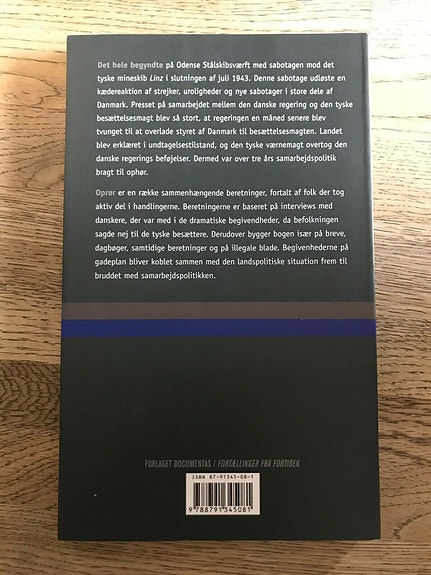 Det hele begyndte på Odense Stålskibsværft med sabotagen mod det
tyske mineskib Linz i slutningen af juli 1943. Denne sabotage udløste en
kædereaktion af strejker, uroligheder og nye sabotager i store dele af
Danmark. Presset på samarbejdet mellem den danske regering og den tyske
besættelsesmagt blev så stort, at regeringen en måned senere blev
tvunget til at overlade styret af Danmark til besættelsesmagten. Landet
blev erklæret i undtagelsestilstand, og den tyske værnemagt overtog den
danske regerings beføjelser. Dermed var over tre års samarbejdspolitik
bragt til ophør.
Oprør er en række sammenhængende beretninger, fortalt af folk der tog
aktiv del i handlingerne. Beretningerne er baseret på interviews med
danskere, der var med i de dramatiske begivendheder, da befolkningen
sagde nej til de tyske besættere. Derudover bygger bogen især på breve,
dagbøger, samtidige beretninger og på illegale blade. Begivenhederne på
gadeplan bliver koblet sammen med den landspolitiske situation frem til
bruddet med samarbejdspolitikken.
FORLAGET DOCUMENTAS / FORTÆLLINGER FRA FORTIDEN
ISBN 87-91345-08-1
9 788791 345081